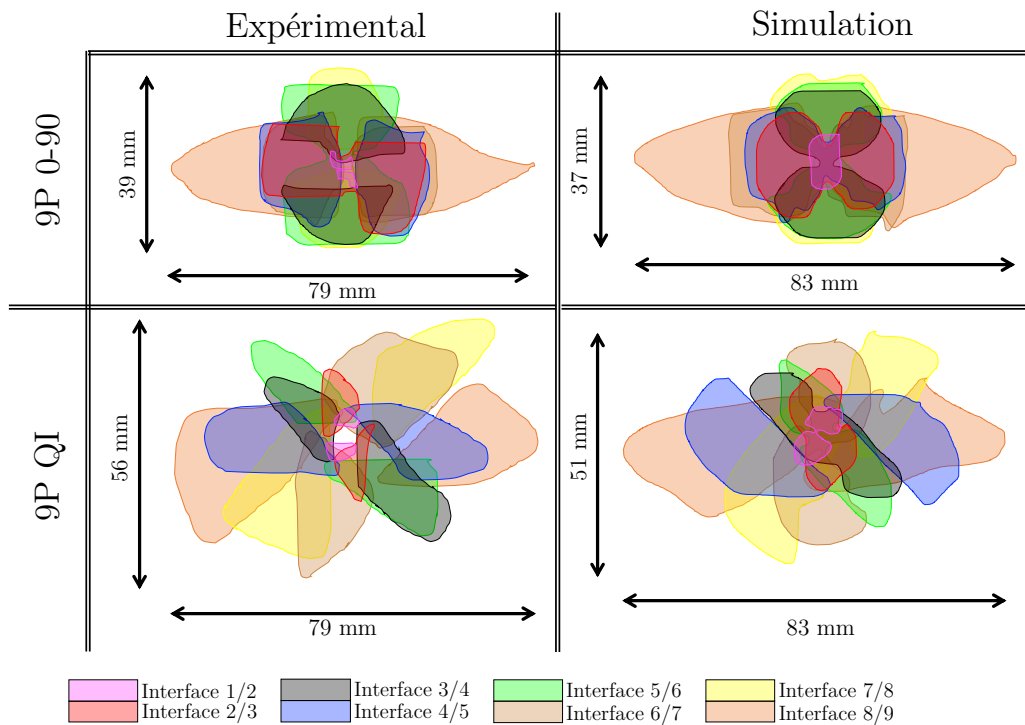 Expérimental
Simulation
9P 0-90
39 mm
79 mm
37 mm
83 mm
9P QI
56 mm
79 mm
51 mm
83 mm
Interface 1/2
Interface 3/4
Interface 5/6
Interface 7/8
Interface 2/3
Interface 4/5
Interface 6/7
Interface 8/9